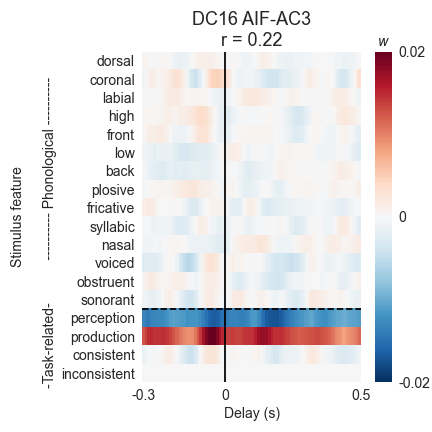 DC16 AIF-AC3
r = 0.22
w
dorsal
coronal
labial
high
front
low
back
plosive
fricative
syllabic
nasal
voiced
obstruent
sonorant
perception
production
consistent
inconsistent
Stimulus feature
---------- Phonological ----------
-Task-related-
-0.3
0
0.5
Delay (s)
0.02
0
-0.02